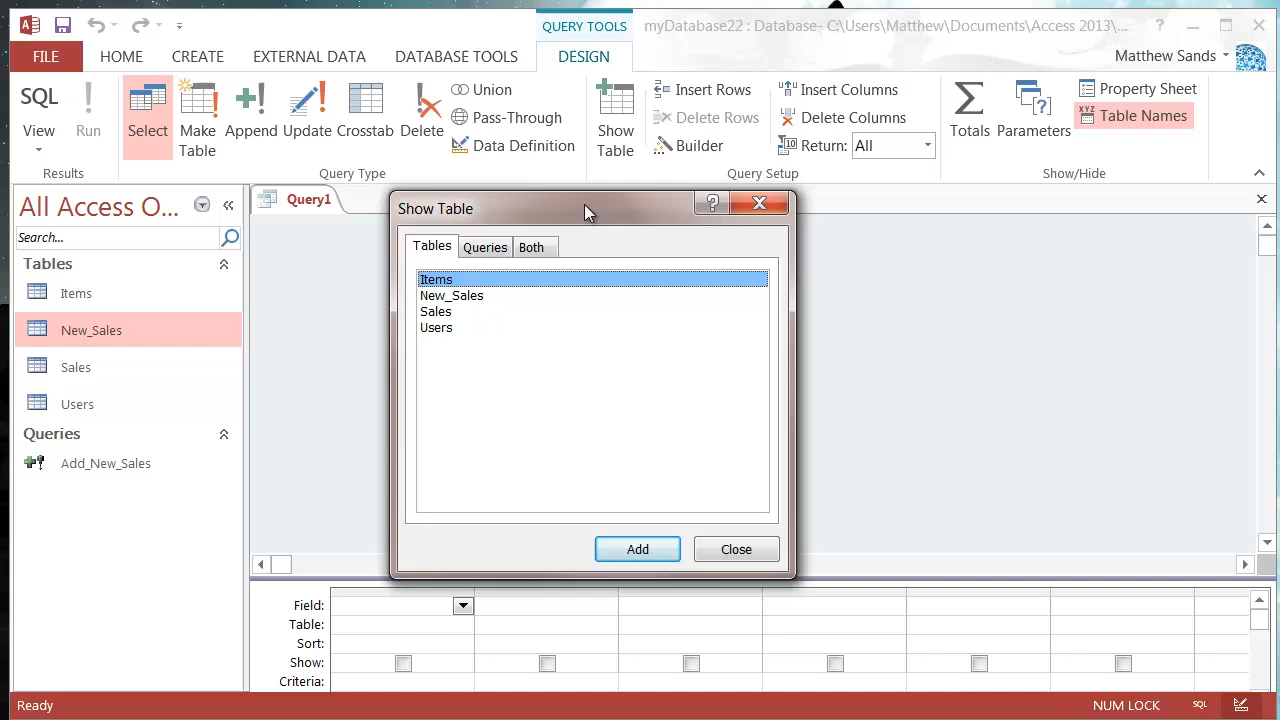 QUERY TOOLS
myDatabase22 : Database- C:\Users\Matthew\Documents\Access 2013\...
?
FILE HOME CREATE EXTERNAL DATA DATABASE TOOLS DESIGN
Matthew Sands
SQL
View
Run
Results
Select
Make Table
Append
Update
Crosstab
Delete
Union
Pass-Through
Data Definition
Query Type
Show Table
Insert Rows
Delete Rows
Builder
Insert Columns
Delete Columns
Return: All
Query Setup
Totals
Parameters
Property Sheet
XYZ Table Names
Show/Hide
All Access O...
Search...
Tables
Items
New_Sales
Sales
Users
Queries
Add_New_Sales
Query1
Show Table
?
Tables Queries Both
Items
New_Sales
Sales
Users
Add Close
Field:
Table:
Sort:
Show:
Criteria:
Ready
NUM LOCK
SQL